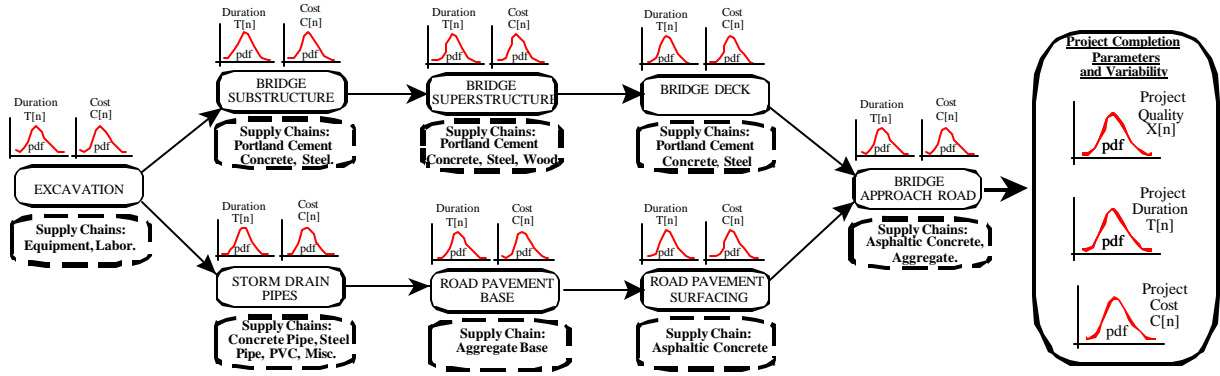 Duration
T[n]
pdf
Cost
C[n]
pdf
EXCAVATION
Supply Chains:
Equipment, Labor.
Duration
T[n]
pdf
Cost
C[n]
pdf
BRIDGE
SUBSTRUCTURE
Supply Chains:
Portland Cement
Concrete, Steel.
Duration
T[n]
pdf
Cost
C[n]
pdf
BRIDGE
SUPERSTRUCTURE
Supply Chains:
Portland Cement
Concrete, Steel, Wood.
Duration
T[n]
pdf
Cost
C[n]
pdf
BRIDGE DECK
Supply Chains:
Portland Cement
Concrete, Steel
Duration
T[n]
pdf
Cost
C[n]
pdf
STORM DRAIN
PIPES
Supply Chains:
Concrete Pipe, Steel
Pipe, PVC, Misc.
Duration
T[n]
pdf
Cost
C[n]
pdf
ROAD PAVEMENT
BASE
Supply Chain:
Aggregate Base
Duration
T[n]
pdf
Cost
C[n]
pdf
ROAD PAVEMENT
SURFACING
Supply Chain:
Asphaltic Concrete
Duration
T[n]
pdf
Cost
C[n]
pdf
BRIDGE
APPROACH ROAD
Supply Chains:
Asphaltic Concrete,
Aggregate.
Project Completion
Parameters
and Variability
Project
Quality
X[n]
pdf
Project
Duration
T[n]
pdf
Project
Cost
C[n]
pdf